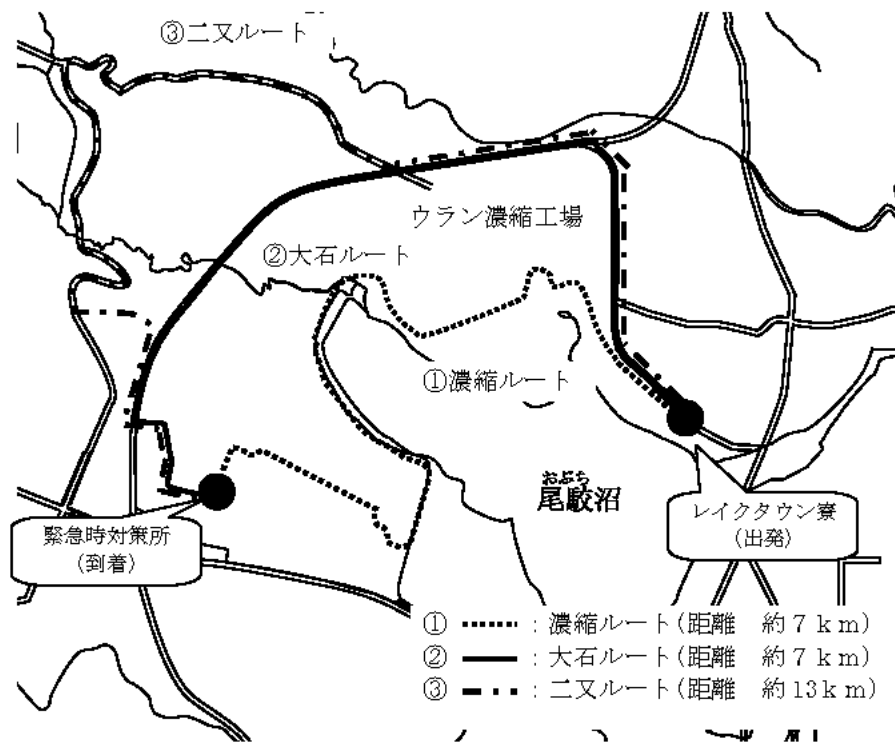 ③二又ルート
ウラン濃縮工場
②大石ルート
①濃縮ルート
おぶち
尾駮沼
レイクタウン寮
(出発)
緊急時対策所
(到着)
① : 濃縮ルート(距離 約7km)
② : 大石ルート(距離 約7km)
③ : 二又ルート(距離 約13km)